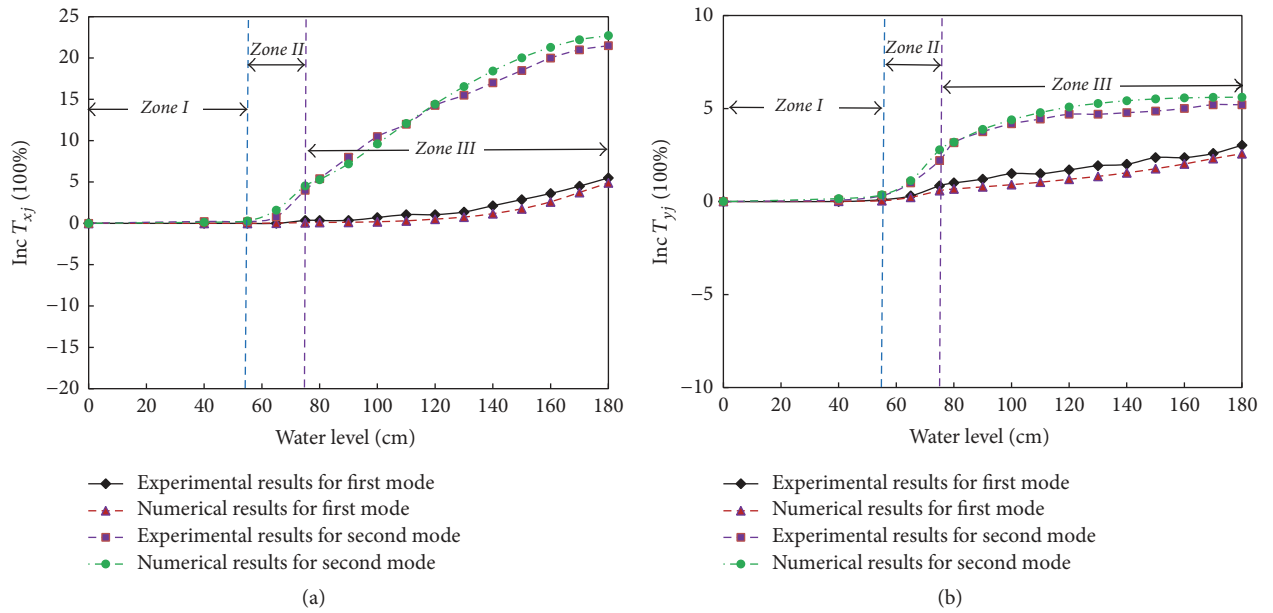 25
20
15
10
5
0
−5
−10
−15
−20
Inc T_xj (100%)
Zone I
Zone II
Zone III
0 20 40 60 80 100 120 140 160 180
Water level (cm)
Experimental results for first mode
Numerical results for first mode
Experimental results for second mode
Numerical results for second mode
(a)
10
5
0
−5
−10
Inc T_yj (100%)
Zone I
Zone II
Zone III
0 20 40 60 80 100 120 140 160 180
Water level (cm)
Experimental results for first mode
Numerical results for first mode
Experimental results for second mode
Numerical results for second mode
(b)